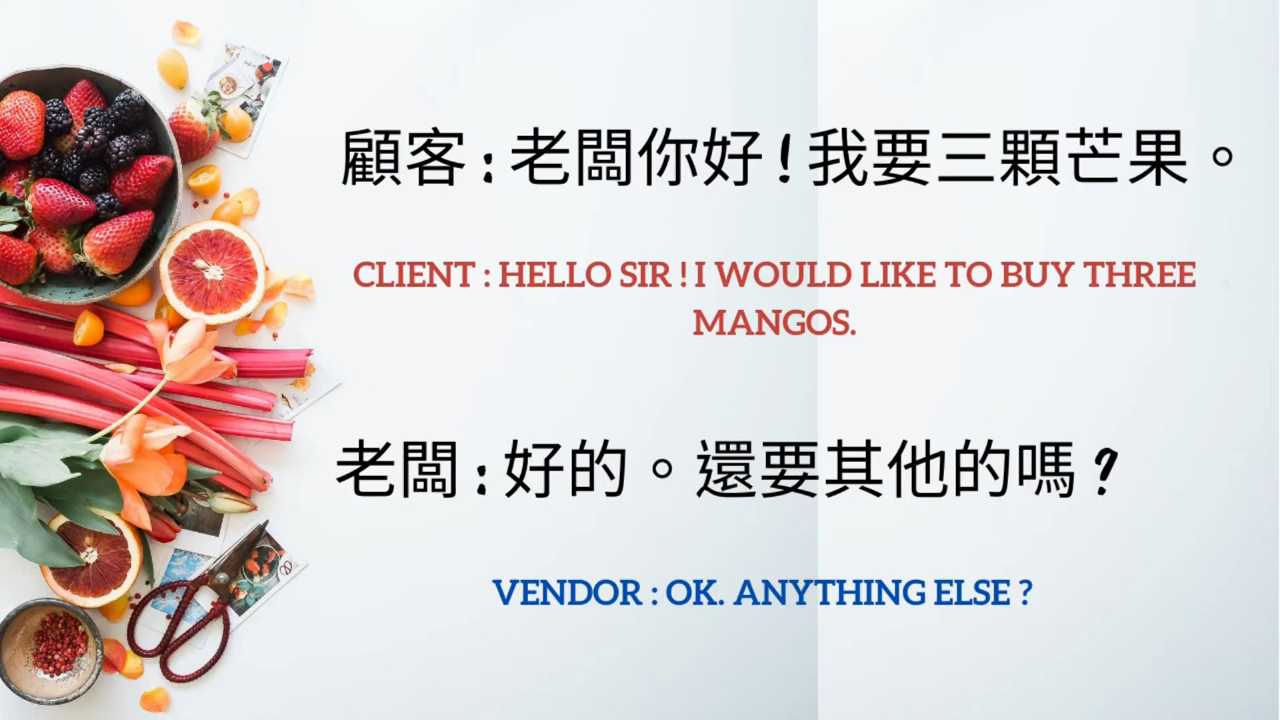 顧客 : 老闆你好 ! 我要三顆芒果。
CLIENT : HELLO SIR ! I WOULD LIKE TO BUY THREE
MANGOS.
老闆 : 好的。還要其他的嗎 ?
VENDOR : OK. ANYTHING ELSE ?